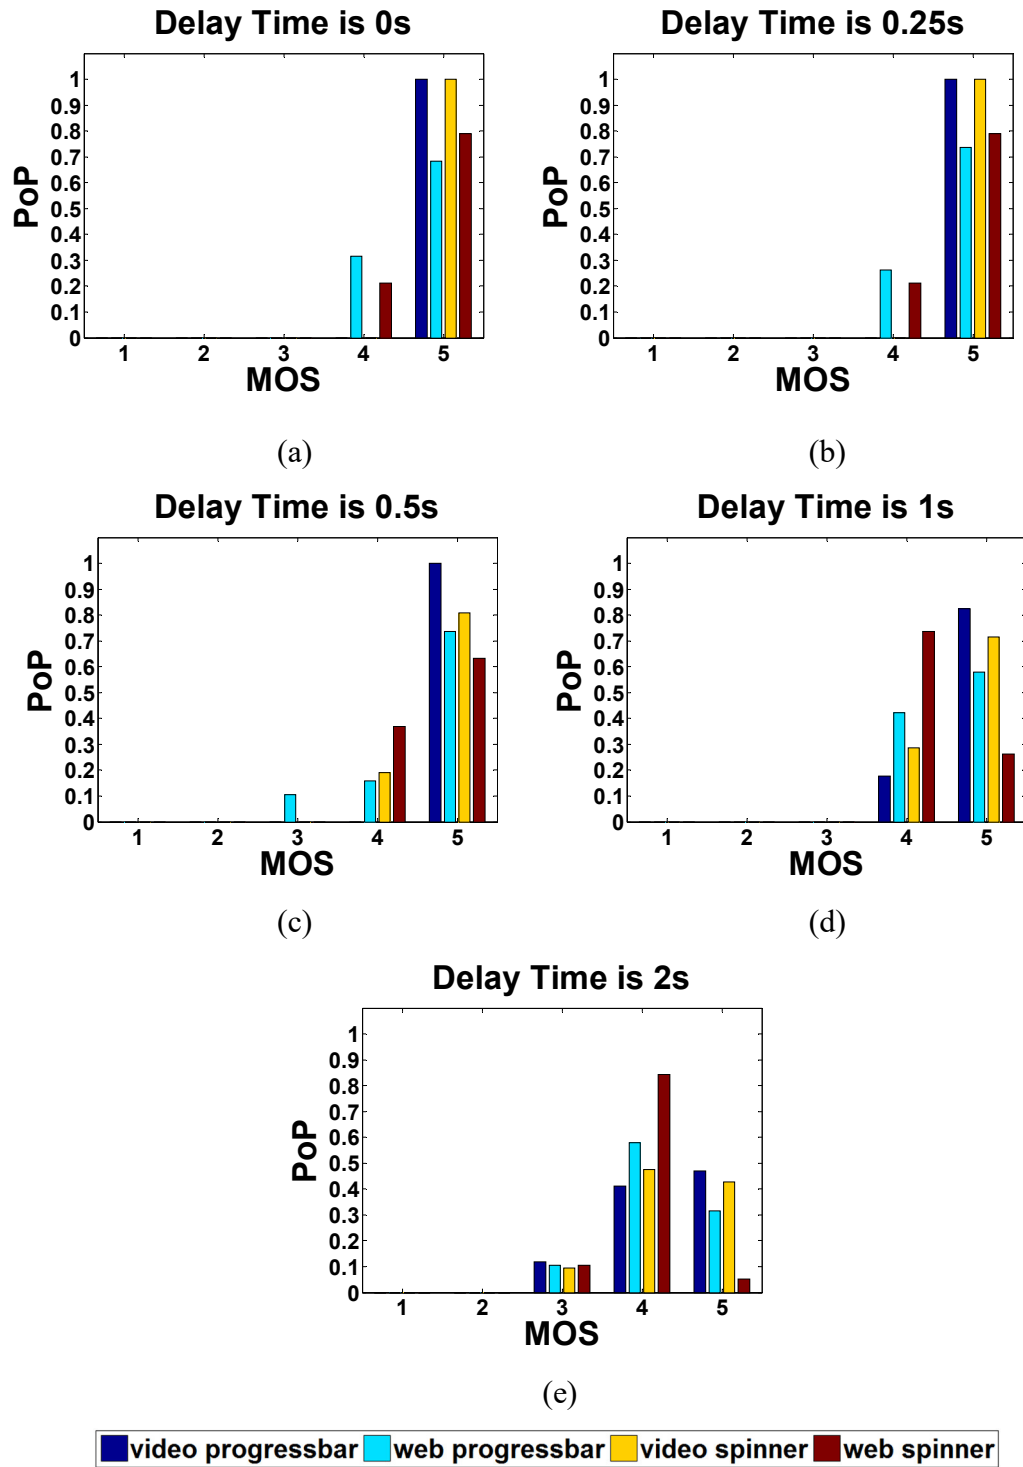 Delay Time is 0s
1
0.9
0.8
0.7
0.6
0.5
0.4
0.3
0.2
0.1
0
PoP
1 2 3 4 5
MOS
(a)
Delay Time is 0.25s
1
0.9
0.8
0.7
0.6
0.5
0.4
0.3
0.2
0.1
0
PoP
1 2 3 4 5
MOS
(b)
Delay Time is 0.5s
1
0.9
0.8
0.7
0.6
0.5
0.4
0.3
0.2
0.1
0
PoP
1 2 3 4 5
MOS
(c)
Delay Time is 1s
1
0.9
0.8
0.7
0.6
0.5
0.4
0.3
0.2
0.1
0
PoP
1 2 3 4 5
MOS
(d)
Delay Time is 2s
1
0.9
0.8
0.7
0.6
0.5
0.4
0.3
0.2
0.1
0
PoP
1 2 3 4 5
MOS
(e)
video progressbar web progressbar video spinner web spinner